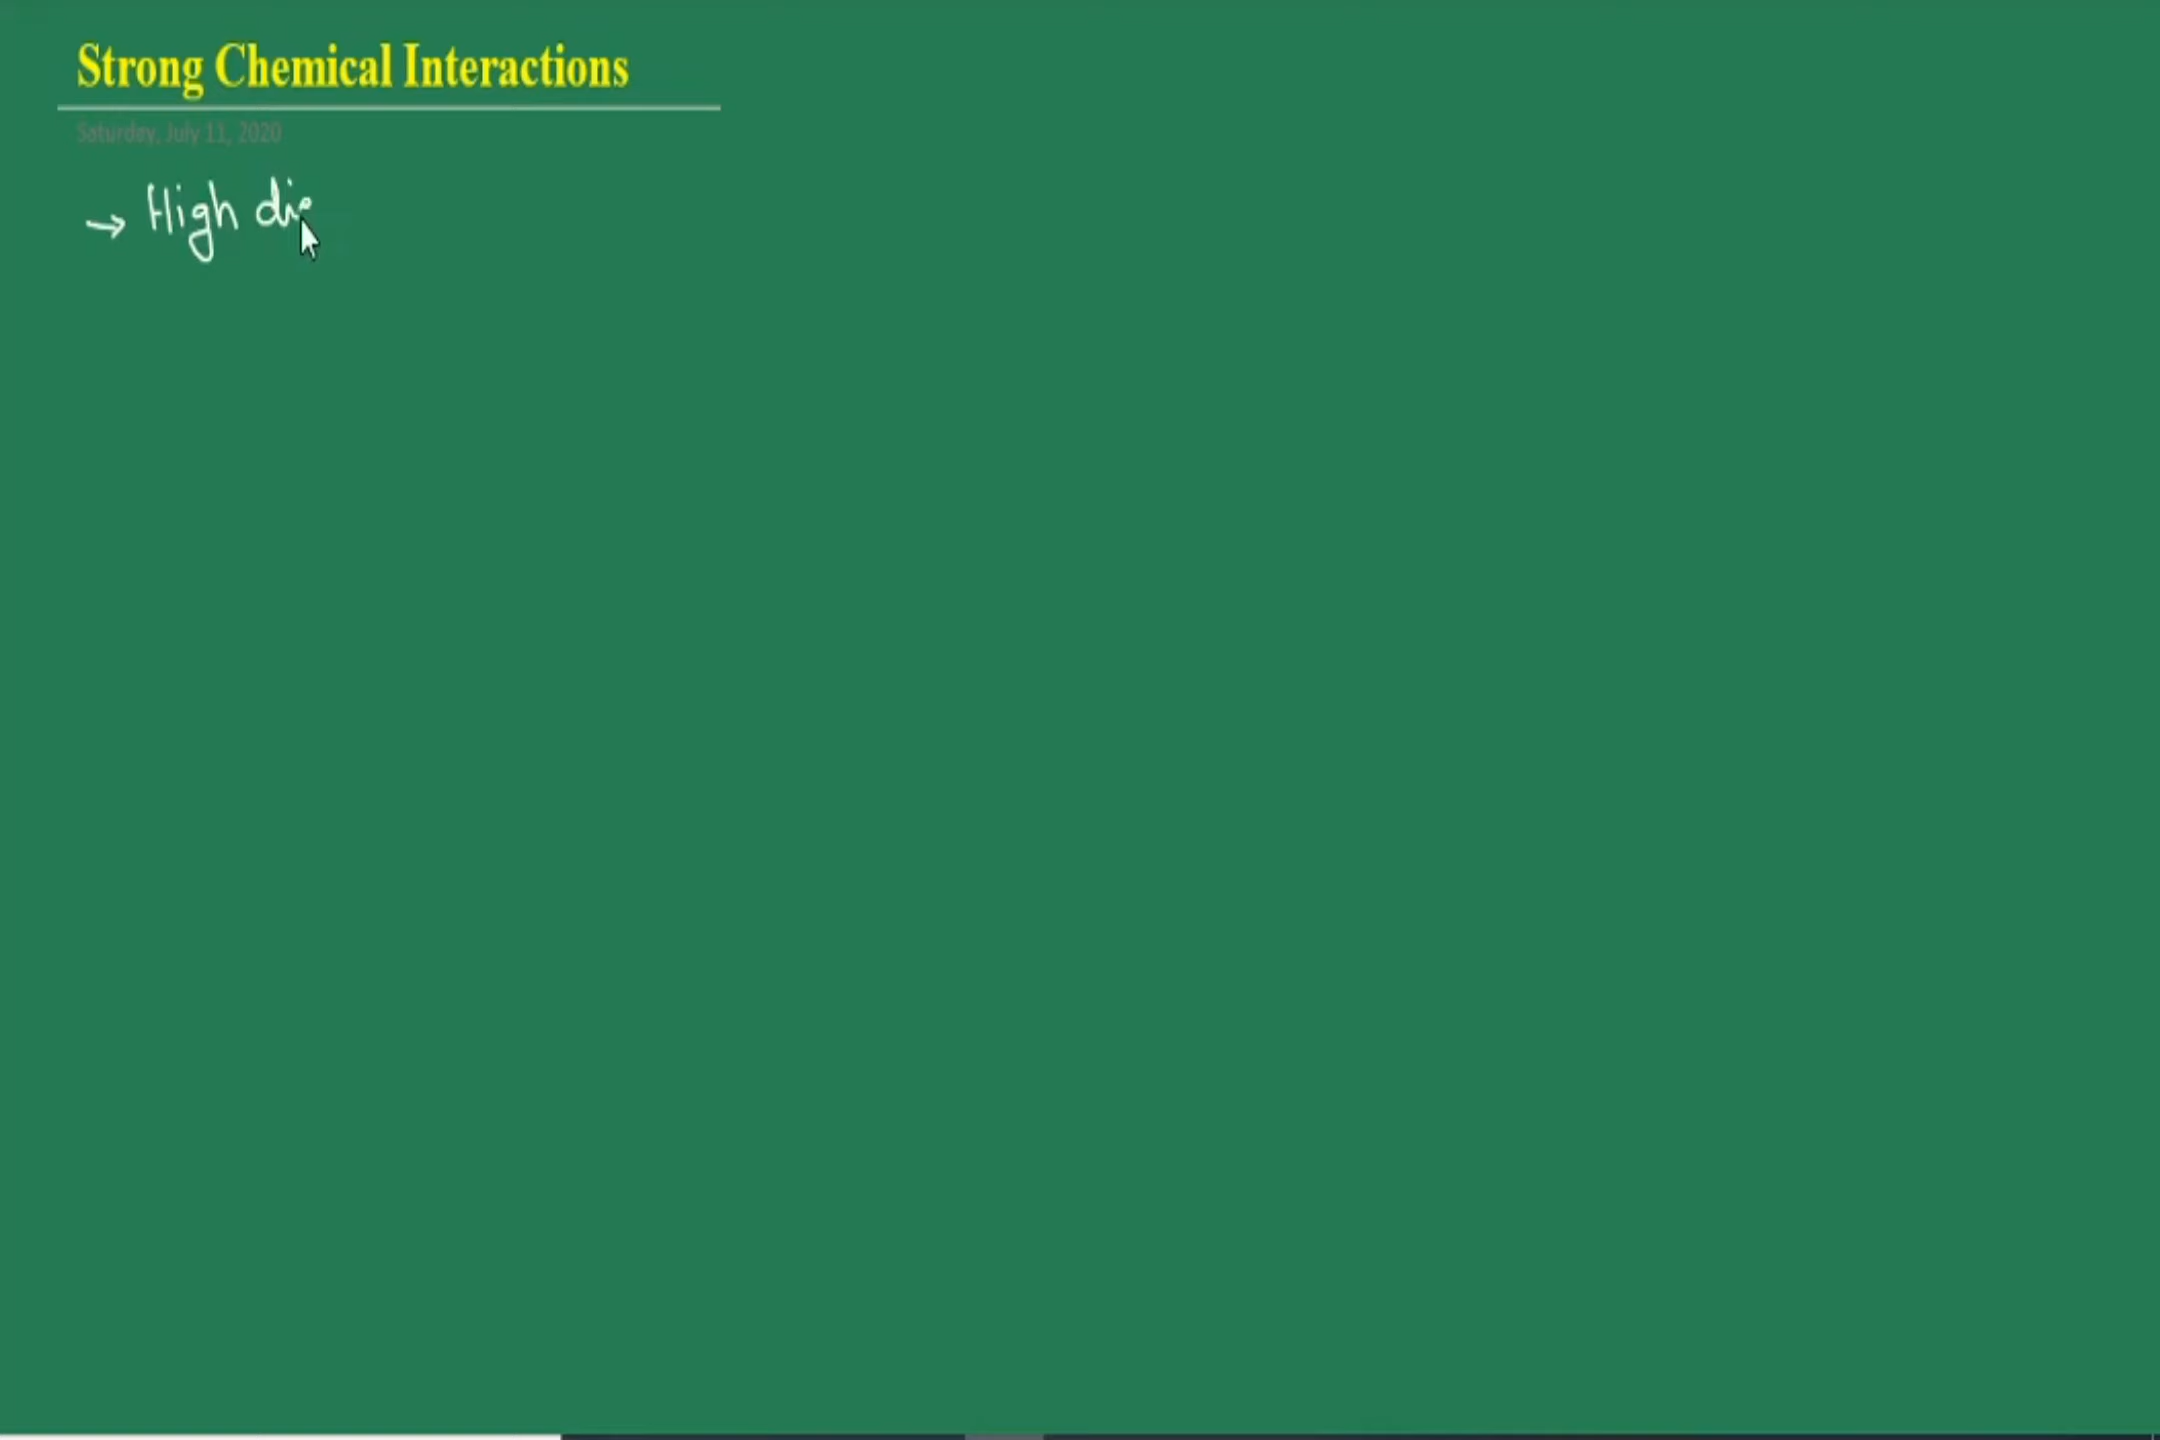 Strong Chemical Interactions
Saturday, July 11, 2020
→ High die